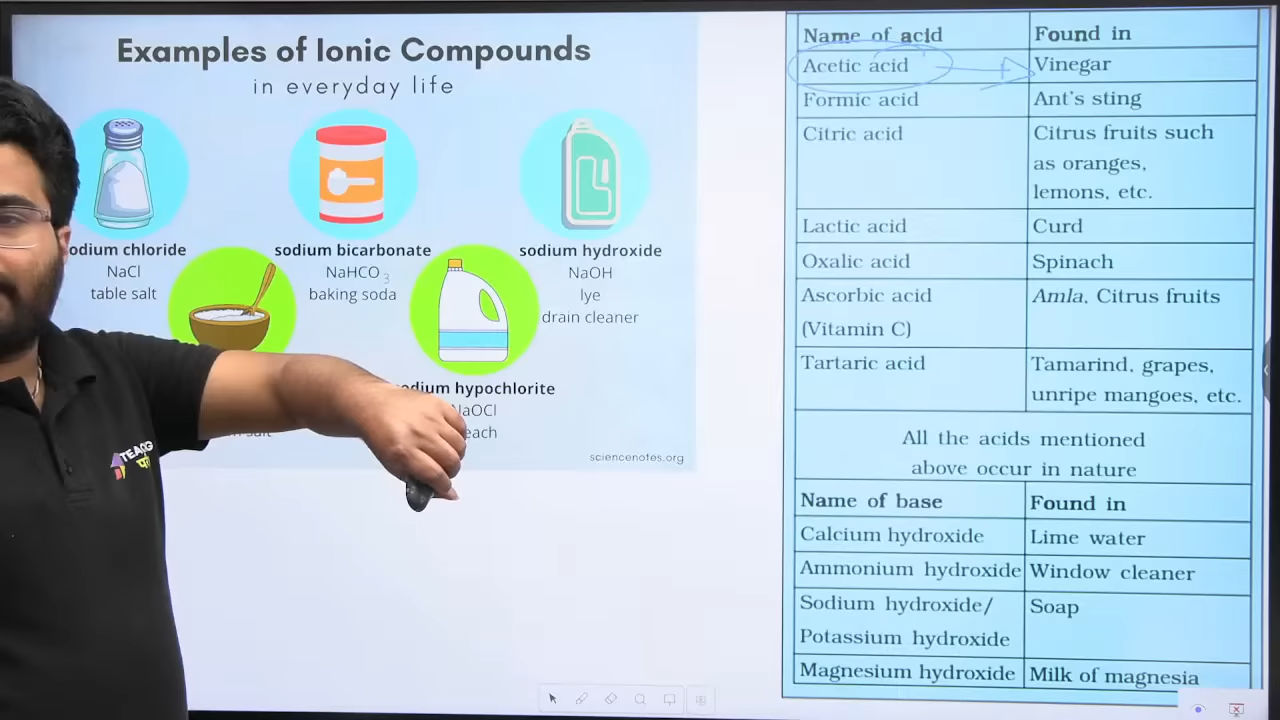 Examples of Ionic Compounds
in everyday life
odium chloride
NaCl
table salt
sodium bicarbonate
NaHCO3
baking soda
sodium hydroxide
NaOH
lye
drain cleaner
odium hypochlorite
NaOCl
each
salt
sciencenotes.org
Name of acid Found in
Acetic acid Vinegar
Formic acid Ant's sting
Citric acid Citrus fruits such
as oranges,
lemons, etc.
Lactic acid Curd
Oxalic acid Spinach
Ascorbic acid Amla, Citrus fruits
(Vitamin C)
Tartaric acid Tamarind, grapes,
unripe mangoes, etc.
All the acids mentioned
above occur in nature
Name of base Found in
Calcium hydroxide Lime water
Ammonium hydroxide Window cleaner
Sodium hydroxide/ Soap
Potassium hydroxide
Magnesium hydroxide Milk of magnesia